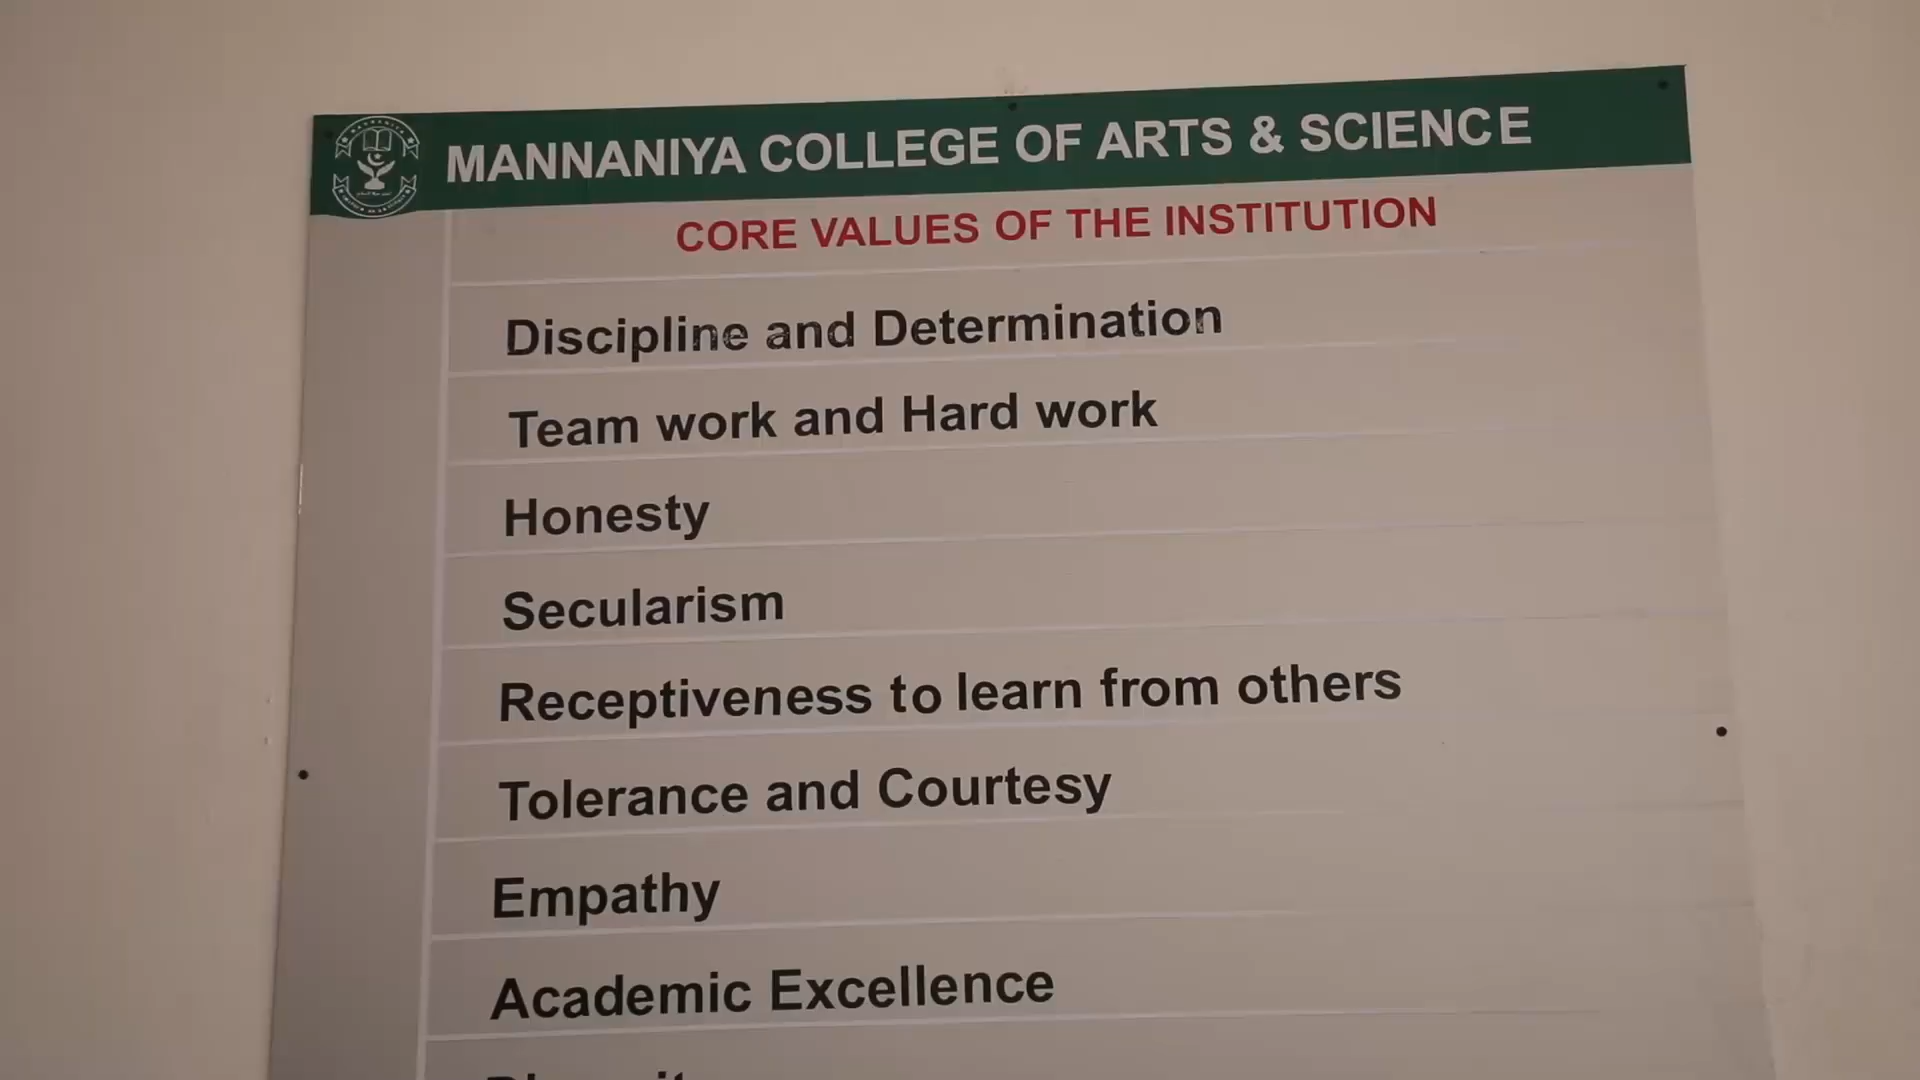 MANNANIYA COLLEGE OF ARTS & SCIENCE
CORE VALUES OF THE INSTITUTION
Discipline and Determination
Team work and Hard work
Honesty
Secularism
Receptiveness to learn from others
Tolerance and Courtesy
Empathy
Academic Excellence